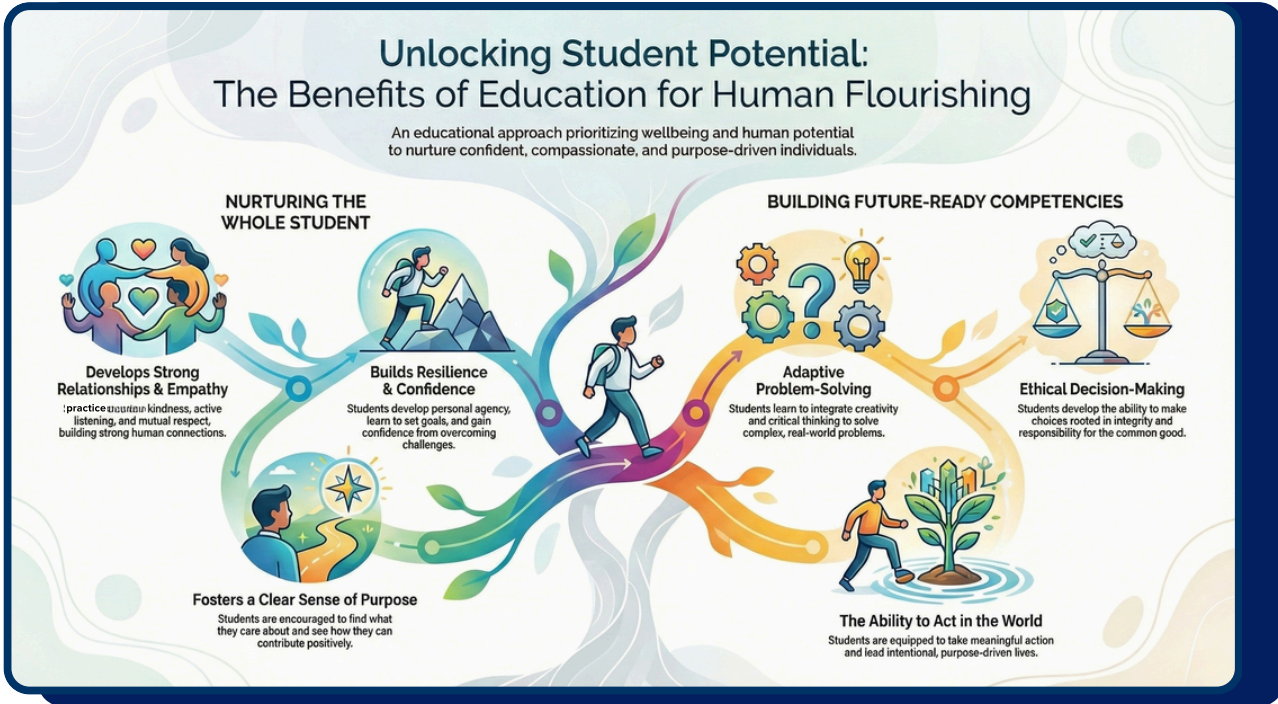 Unlocking Student Potential:
The Benefits of Education for Human Flourishing
An educational approach prioritizing wellbeing and human potential
to nurture confident, compassionate, and purpose-driven individuals.
NURTURING THE
WHOLE STUDENT
Develops Strong
Relationships & Empathy
practice kindness, active
listening, and mutual respect,
building strong human connections.
Builds Resilience
& Confidence
Students develop personal agency,
learn to set goals, and gain
confidence from overcoming
challenges.
Fosters a Clear Sense of Purpose
Students are encouraged to find what
they care about and see how they can
contribute positively.
BUILDING FUTURE-READY COMPETENCIES
Adaptive
Problem-Solving
Students learn to integrate creativity
and critical thinking to solve
complex, real-world problems.
Ethical Decision-Making
Students develop the ability to make
choices rooted in integrity and
responsibility for the common good.
The Ability to Act in the World
Students are equipped to take meaningful action
and lead intentional, purpose-driven lives.